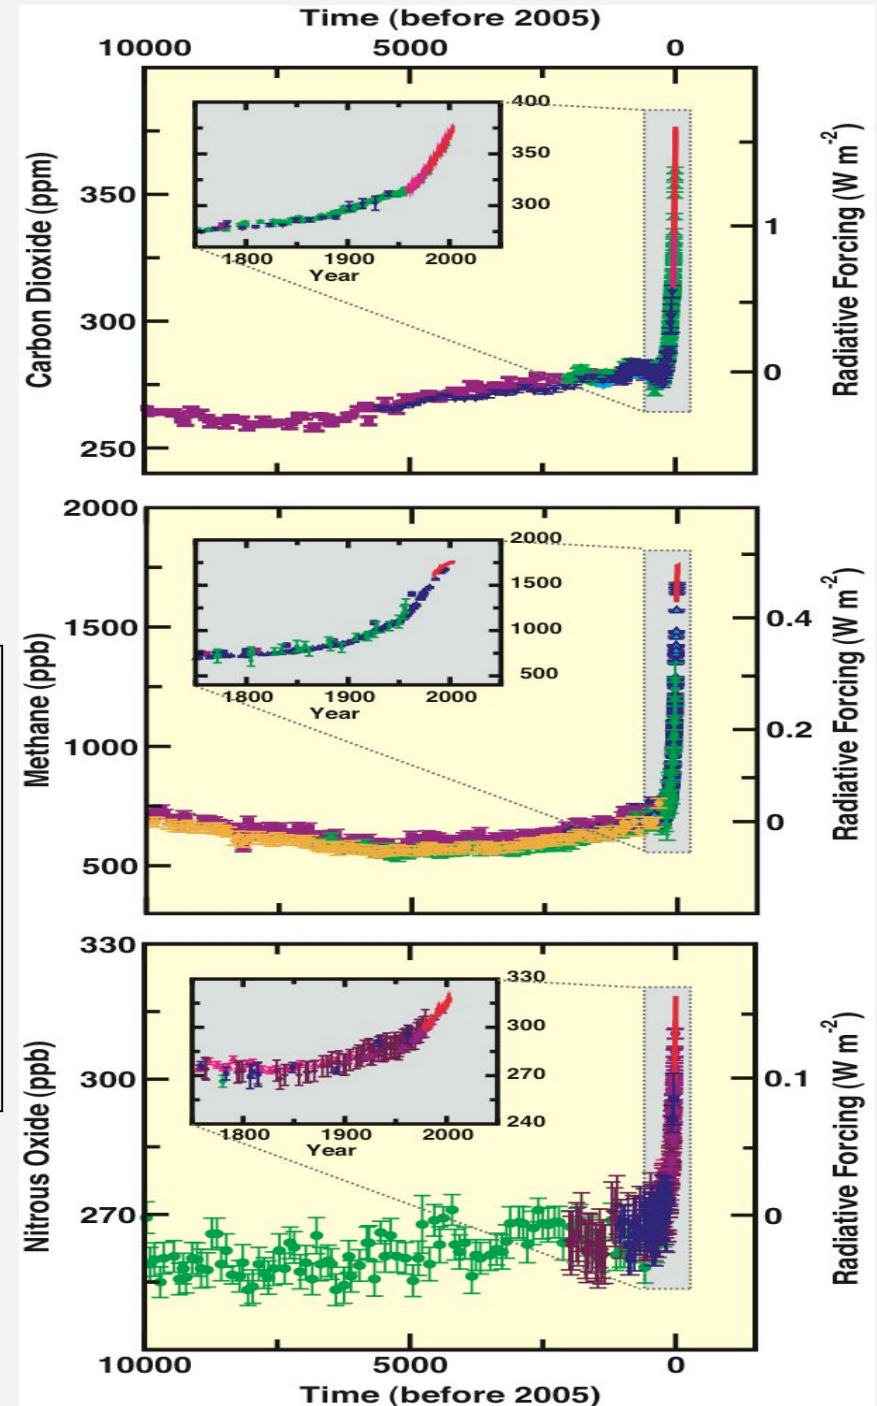 Time (before 2005)
10000 5000 0
Carbon Dioxide (ppm)
350
300
250
400
350
300
1800 1900 2000
Year
1
0
Radiative Forcing (W m-2)
Methane (ppb)
2000
1500
1000
500
2000
1500
1000
500
1800 1900 2000
Year
0.4
0.2
0
Radiative Forcing (W m-2)
Nitrous Oxide (ppb)
330
300
270
330
300
270
240
1800 1900 2000
Year
0.1
0
Radiative Forcing (W m-2)
10000 5000 0
Time (before 2005)